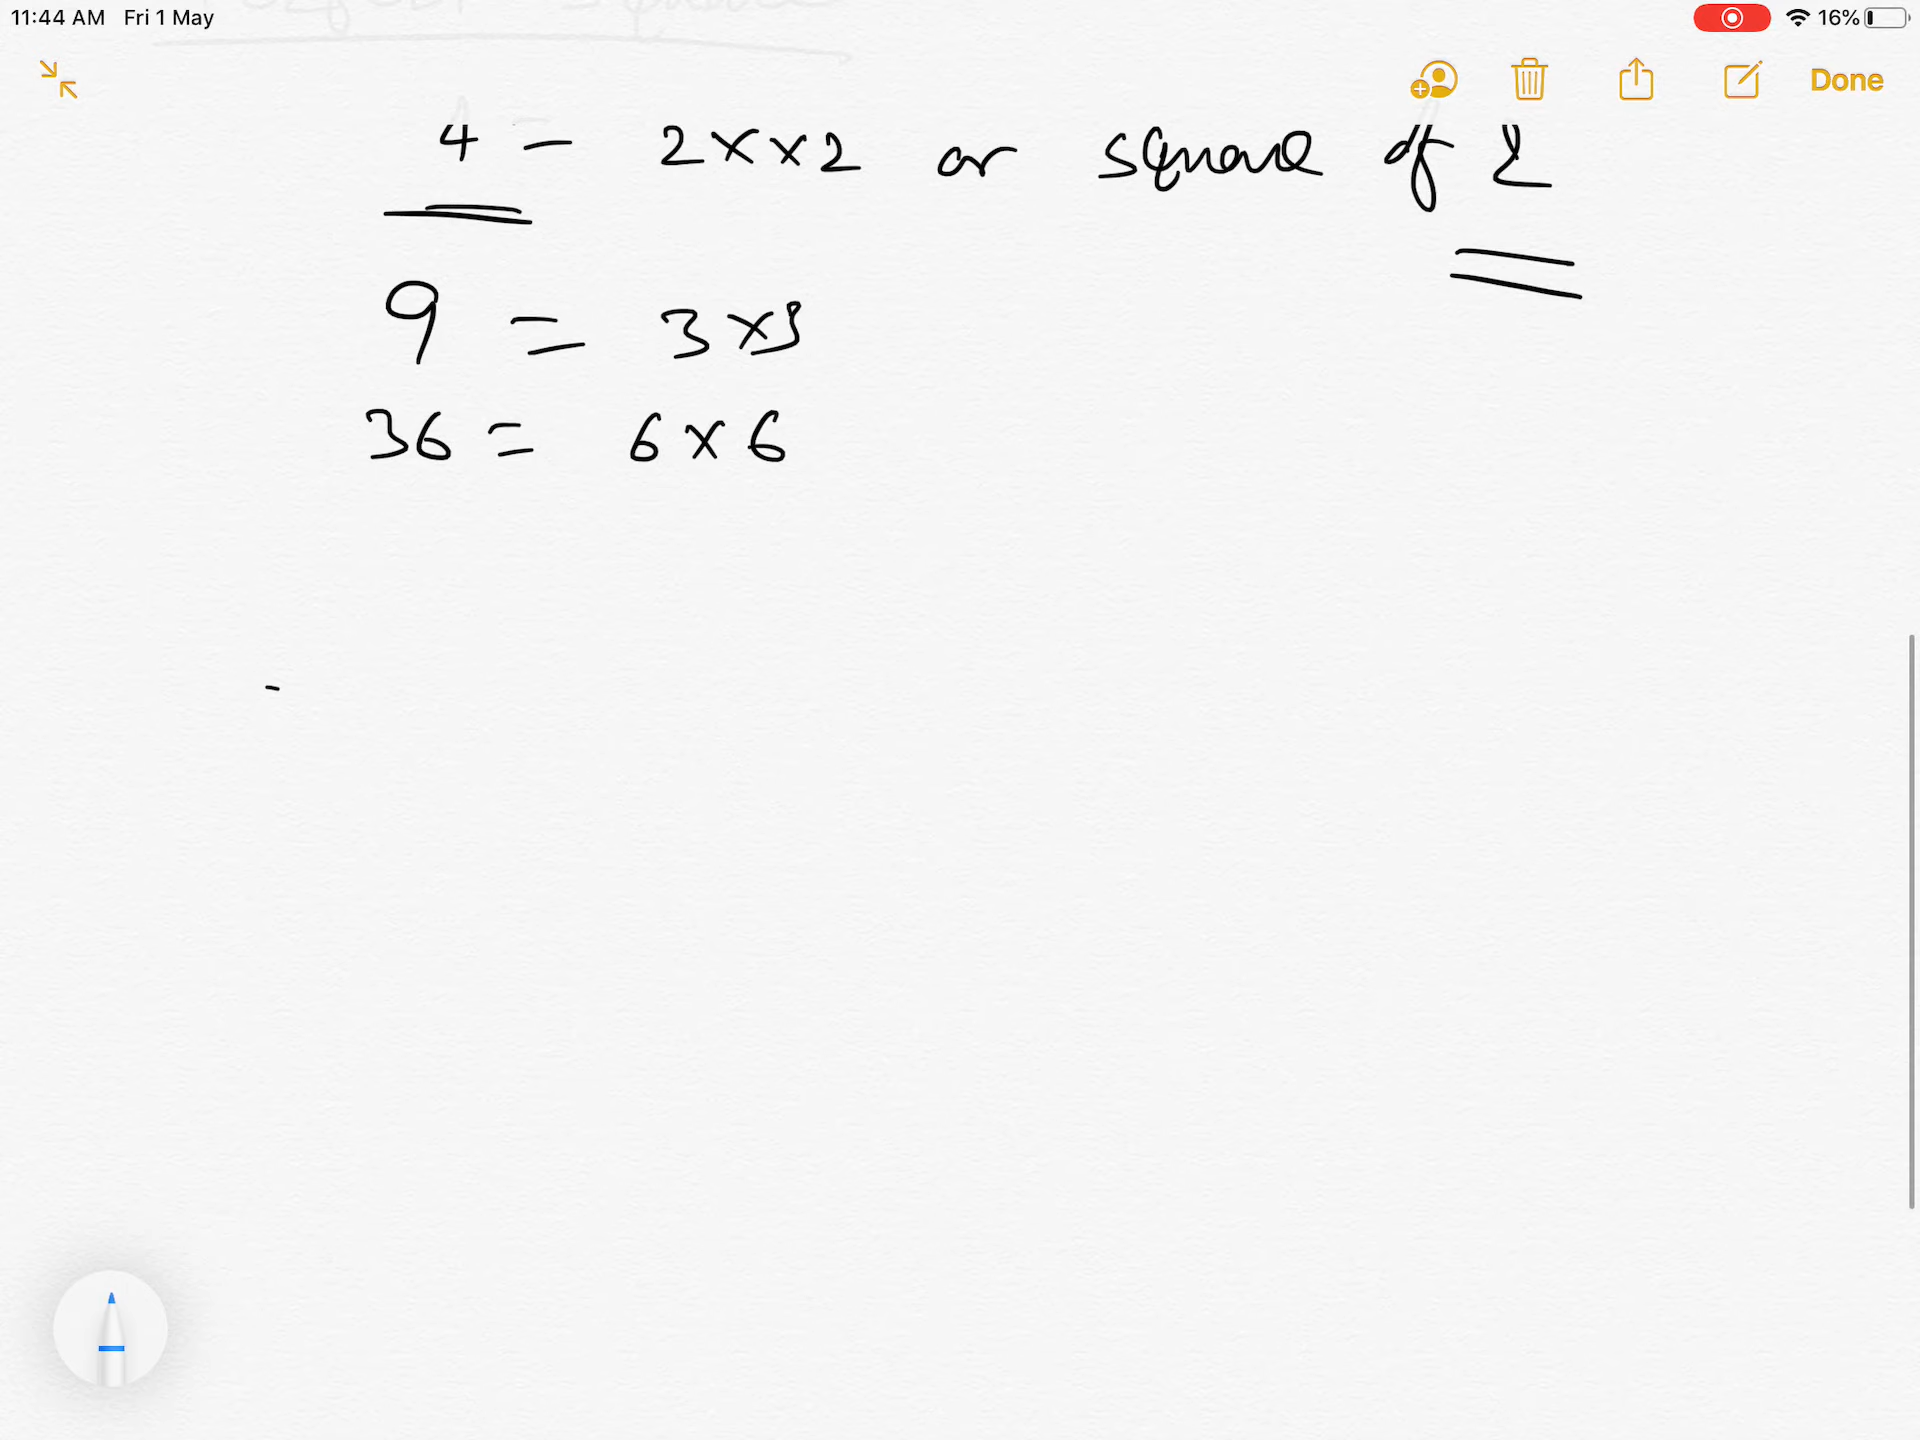 11:44 AM Fri 1 May 16%
Done
4 - 2××2 or square of 2
9 = 3×3
36 = 6×6
-